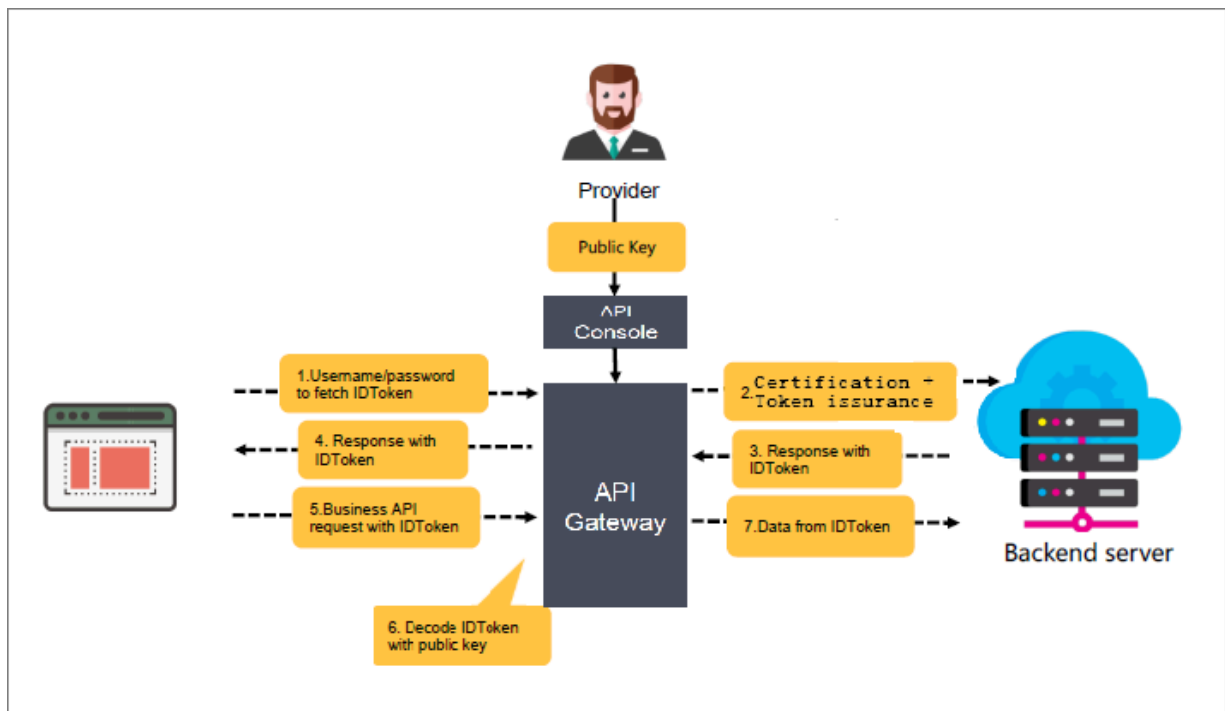 Provider
Public Key
API
Console
1.Username/password
to fetch IDToken
2.Certification +
Token issurance
4. Response with
IDToken
3. Response with
IDToken
API
Gateway
5.Business API
request with IDToken
7.Data from IDToken
Backend server
6. Decode IDToken
with public key